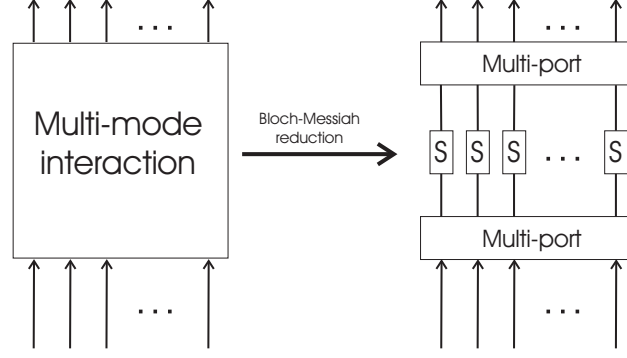 . . .
. . .
Multi-port
Multi-mode
interaction
Bloch-Messiah
reduction
S S S . . . S
Multi-port
. . .
. . .